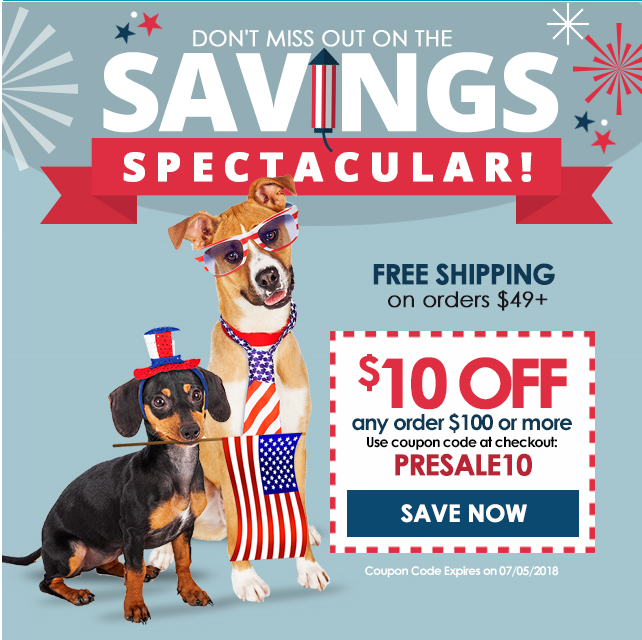 DON'T MISS OUT ON THE
SAVINGS
SPECTACULAR!
FREE SHIPPING
on orders $49+
$10 OFF
any order $100 or more
Use coupon code at checkout:
PRESALE10
SAVE NOW
Coupon Code Expires on 07/05/2018